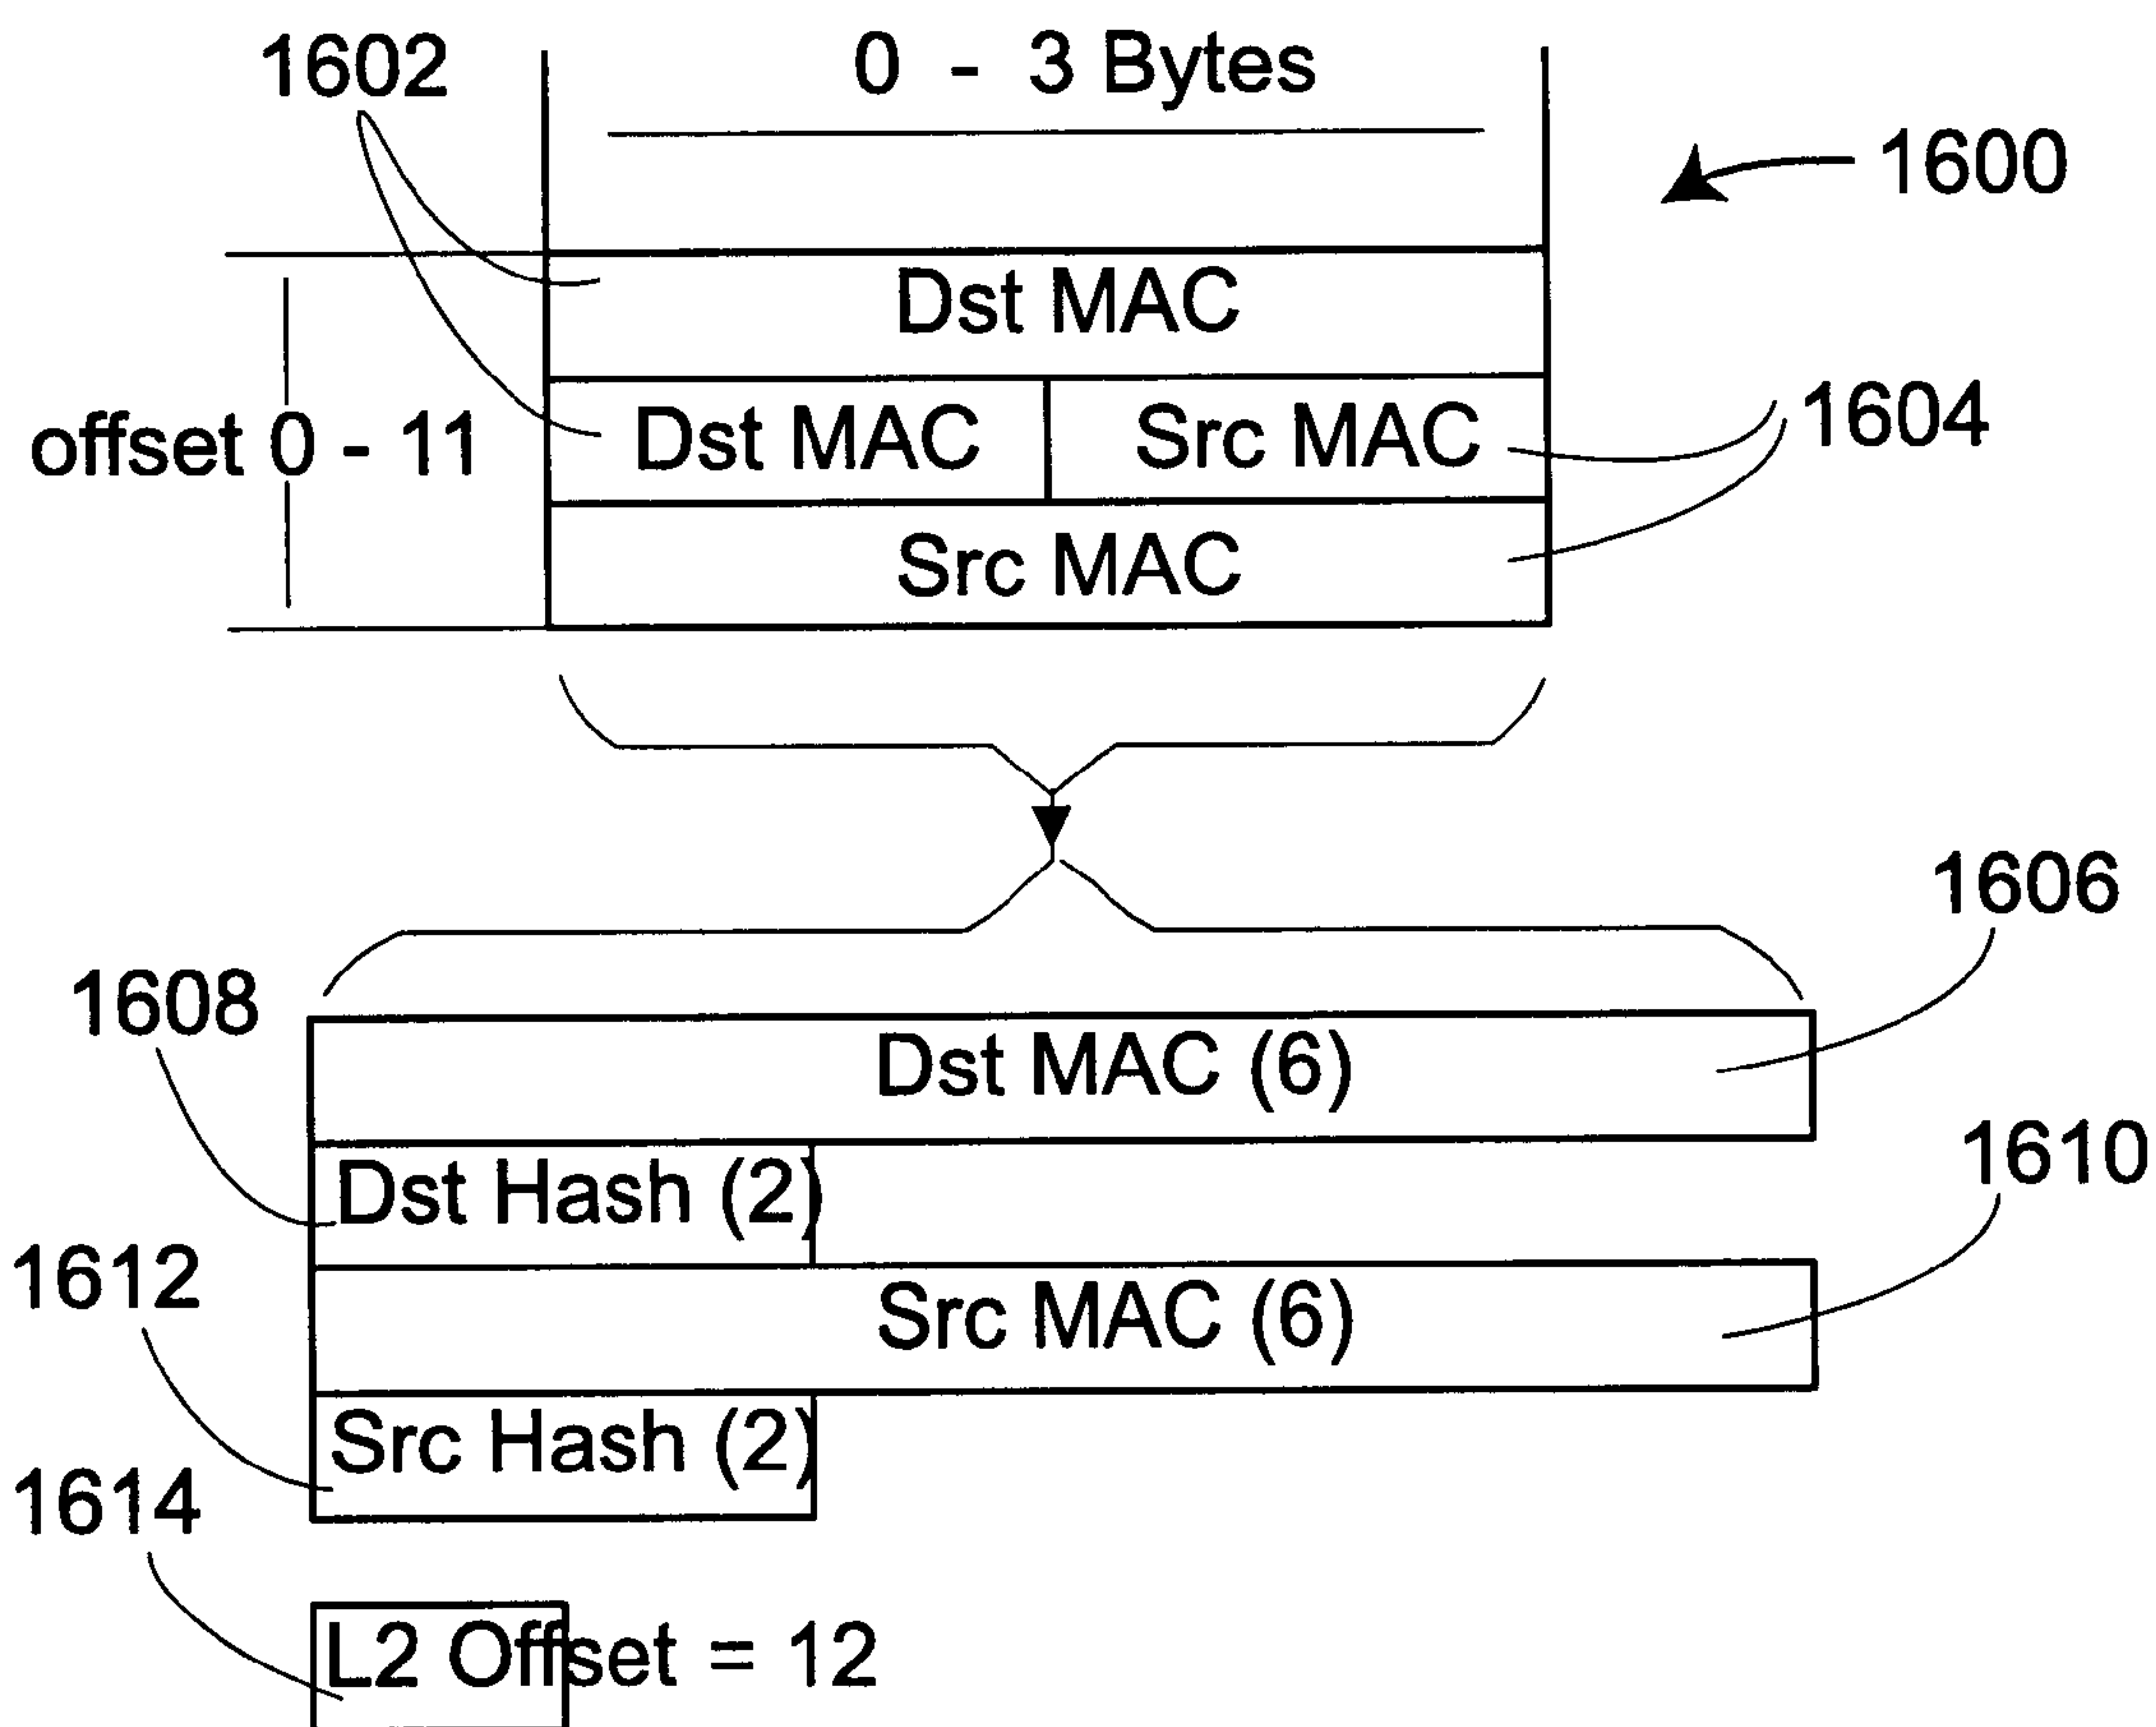 1602
0 - 3 Bytes
1600
Dst MAC
offset 0 - 11
Dst MAC
Src MAC
1604
Src MAC
1606
1608
Dst MAC (6)
1610
Dst Hash (2)
1612
Src MAC (6)
Src Hash (2)
1614
L2 Offset = 12